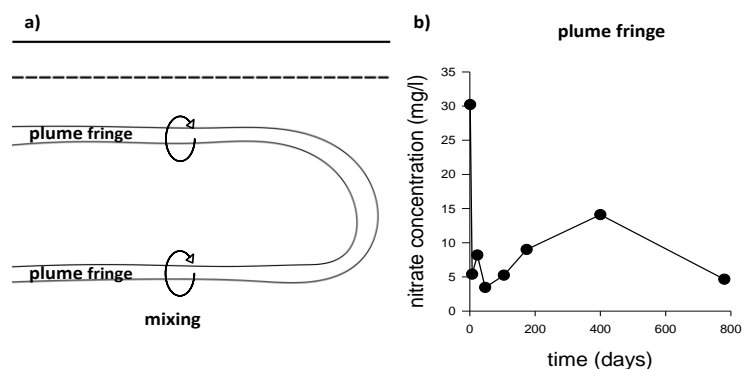 a)
plume fringe
plume fringe
mixing
b)
plume fringe
nitrate concentration (mg/l)
35
30
25
20
15
10
5
0
0 200 400 600 800
time (days)